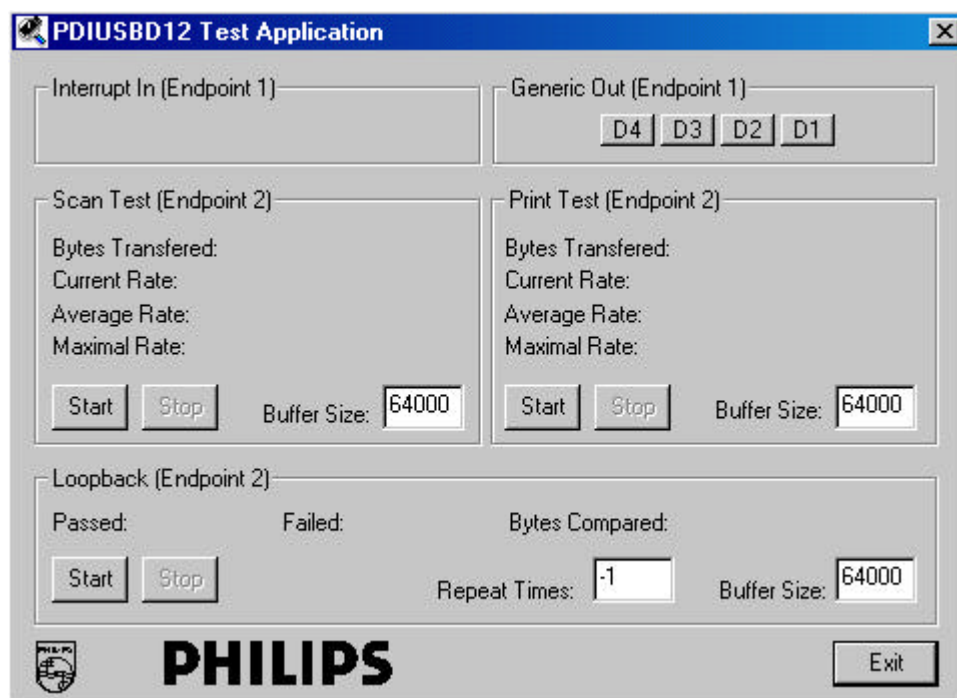 PDIUSBD12 Test Application
Interrupt In (Endpoint 1)
Generic Out (Endpoint 1)
D4 D3 D2 D1
Scan Test (Endpoint 2)
Bytes Transfered:
Current Rate:
Average Rate:
Maximal Rate:
Start Stop Buffer Size: 64000
Print Test (Endpoint 2)
Bytes Transfered:
Current Rate:
Average Rate:
Maximal Rate:
Start Stop Buffer Size: 64000
Loopback (Endpoint 2)
Passed: Failed: Bytes Compared:
Start Stop Repeat Times: -1 Buffer Size: 64000
PHILIPS
PHILIPS Exit